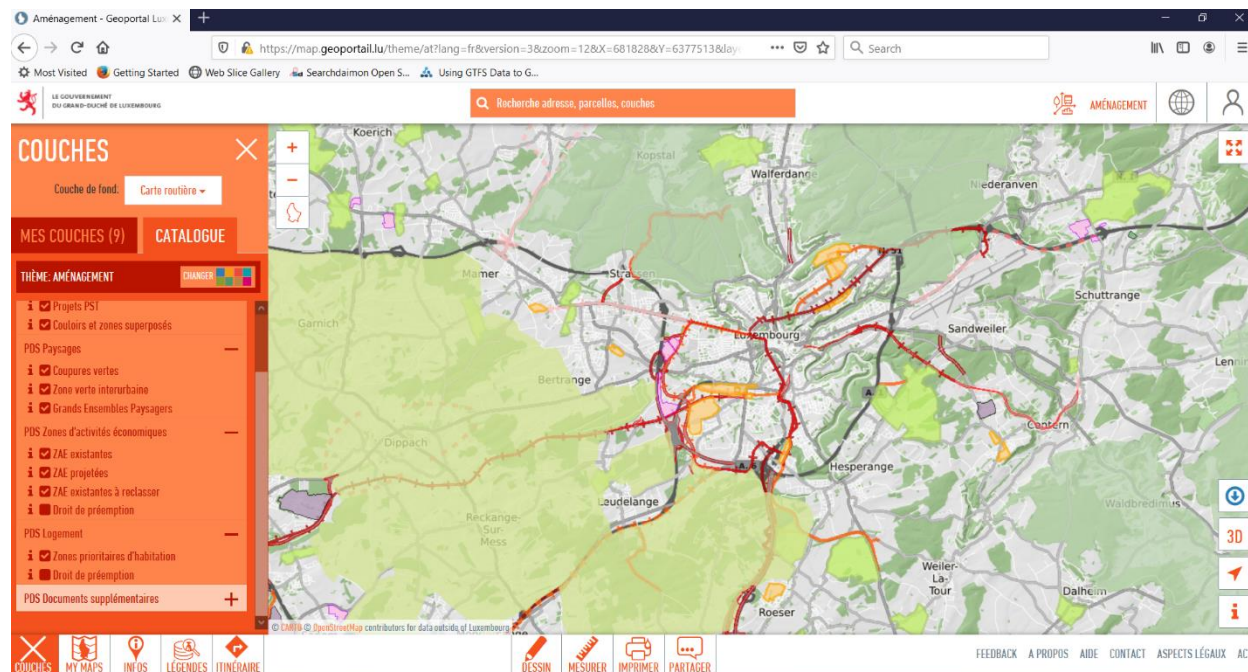 Aménagement - Geoportal Lux
https://map.geoportail.lu/theme/at?lang=fr&version=3&zoom=12&X=681828&Y=6377513&lay
Search
Most Visited Getting Started Web Slice Gallery Searchdaimon Open S... Using GTFS Data to G...
LE GOUVERNEMENT
DU GRAND-DUCHÉ DE LUXEMBOURG
Recherche adresse, parcelles, couches
AMÉNAGEMENT
COUCHES
Couche de fond. Carte routière
MES COUCHES (9) CATALOGUE
THÈME: AMÉNAGEMENT CHANGER
Projets PST
Couloirs et zones superposés
PDS Paysages
Coupures vertes
Zone verte interurbaine
Grands Ensembles Paysagers
PDS Zones d'activités économiques
ZAE existantes
ZAE projetées
ZAE existantes à reclasser
Droit de préemption
PDS Logement
Zones prioritaires d'habitation
Droit de préemption
PDS Documents supplémentaires
Koerich
Kopstal
Walferdange
Niederanven
Mamer
Strassen
Schuttrange
Garnich
Luxembourg
Sandweiler
Bertrange
Dippach
Contern
Hesperange
Leudelange
Reckange-
Sur-
Mess
Waldbredimus
Weiler-
La-
Tour
Dalheim
Roeser
© CARTO © OpenStreetMap contributors for data outside of Luxembourg
3D
COUCHES MY MAPS INFOS LÉGENDES ITINÉRAIRE
DESSIN MESURER IMPRIMER PARTAGER
FEEDBACK A PROPOS AIDE CONTACT ASPECTS LÉGAUX AC